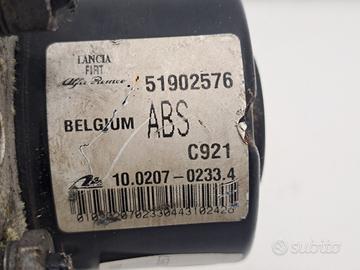 LANCIA
FIAT
Alfa Romeo
51902576
BELGIUM ABS
C921
10.0207-0233.4
subito